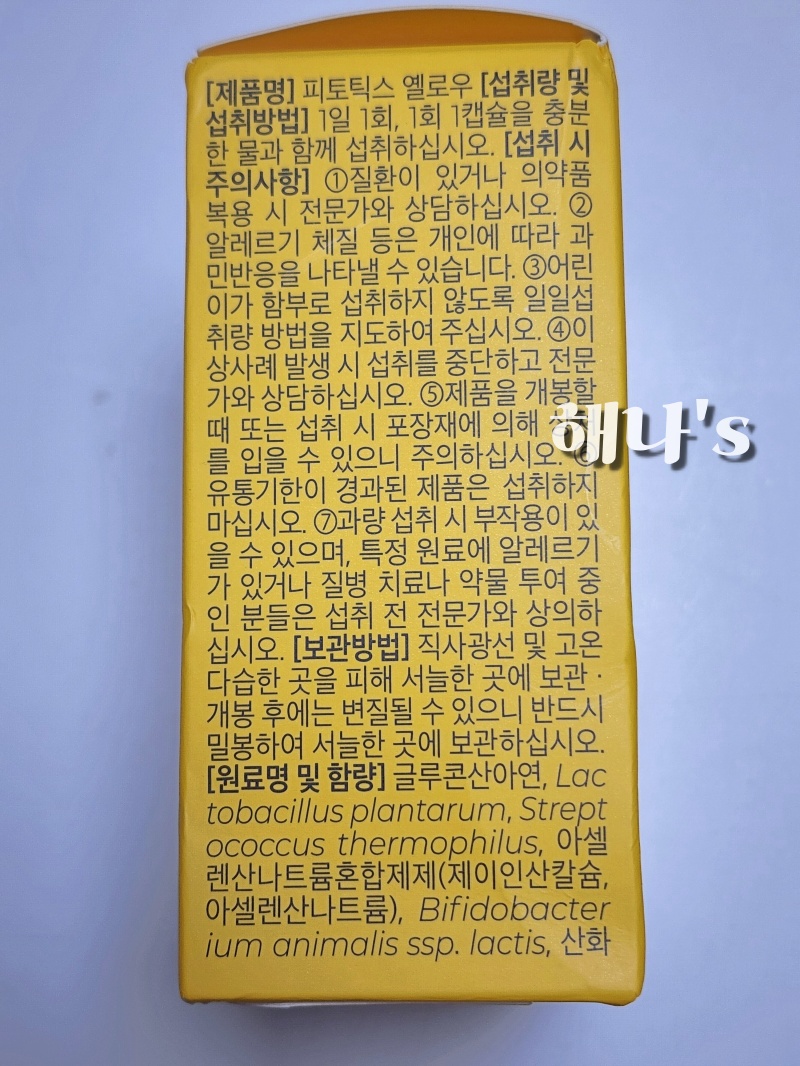 [제품명] 피토틱스 옐로우 [섭취량 및
섭취방법] 1일 1회, 1회 1캡슐을 충분
한 물과 함께 섭취하십시오. [섭취 시
주의사항] ①질환이 있거나 의약품
복용 시 전문가와 상담하십시오. ②
알레르기 체질 등은 개인에 따라 과
민반응을 나타낼 수 있습니다. ③어린
이가 함부로 섭취하지 않도록 일일섭
취량 방법을 지도하여 주십시오. ④이
상사례 발생 시 섭취를 중단하고 전문
가와 상담하십시오. ⑤제품을 개봉할
때 또는 섭취 시 포장재에 의해
해나's
를 입을 수 있으니 주의하십시오. ⑥
유통기한이 경과된 제품은 섭취하지
마십시오. ⑦과량 섭취 시 부작용이 있
을 수 있으며, 특정 원료에 알레르기
가 있거나 질병 치료나 약물 투여 중
인 분들은 섭취 전 전문가와 상의하
십시오. [보관방법] 직사광선 및 고온
다습한 곳을 피해 서늘한 곳에 보관·
개봉 후에는 변질될 수 있으니 반드시
밀봉하여 서늘한 곳에 보관하십시오.
[원료명 및 함량] 글루콘산아연, Lac
tobacillus plantarum, Strept
ococcus thermophilus, 아셀
렌산나트륨혼합제제(제이인산칼슘,
아셀렌산나트륨), Bifidobacter
ium animalis ssp. lactis, 산화